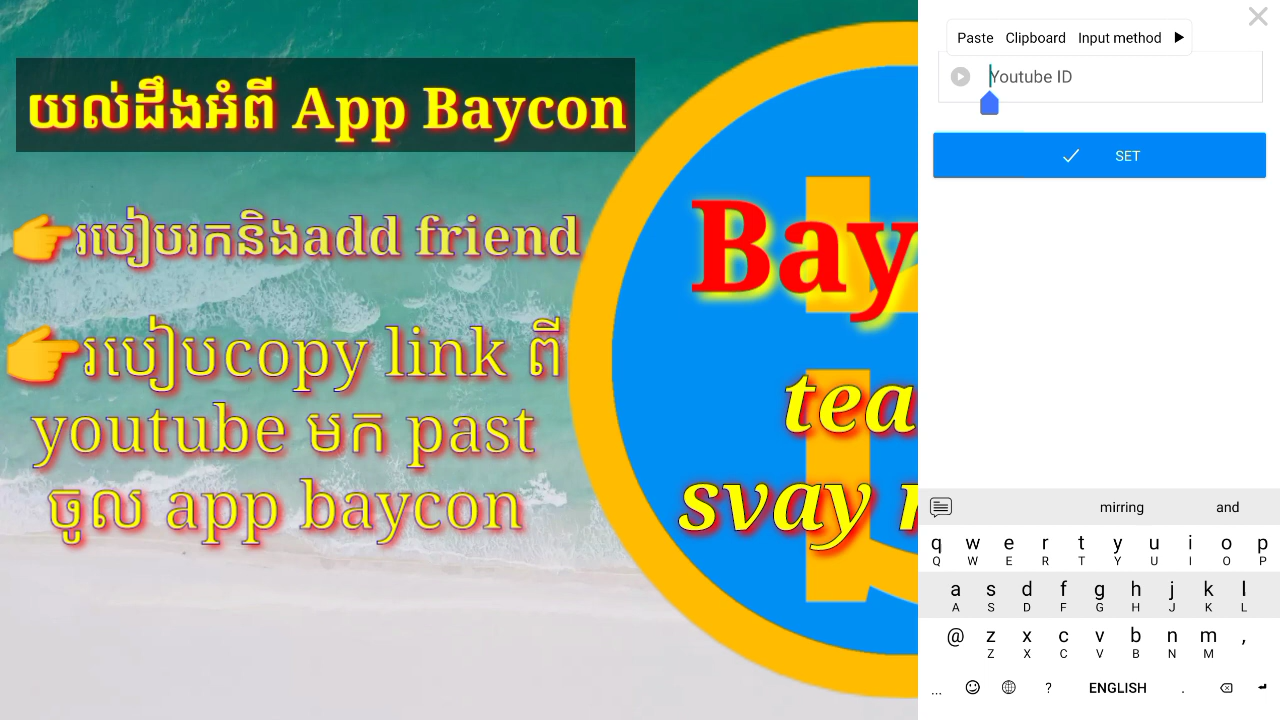 យល់ដឹងអំពី App Baycon
👉របៀបរកនិងadd friend
👉របៀបcopy link ពី
youtube មក past
ចូល app baycon
Bay
tea
svay
Paste Clipboard Input method
Youtube ID
SET
mirring and
q w e r t y u i o p
Q W E R T Y U I O P
a s d f g h j k l
A S D F G H J K L
@ z x c v b n m ,
Z X C V B N M
... ? ENGLISH .